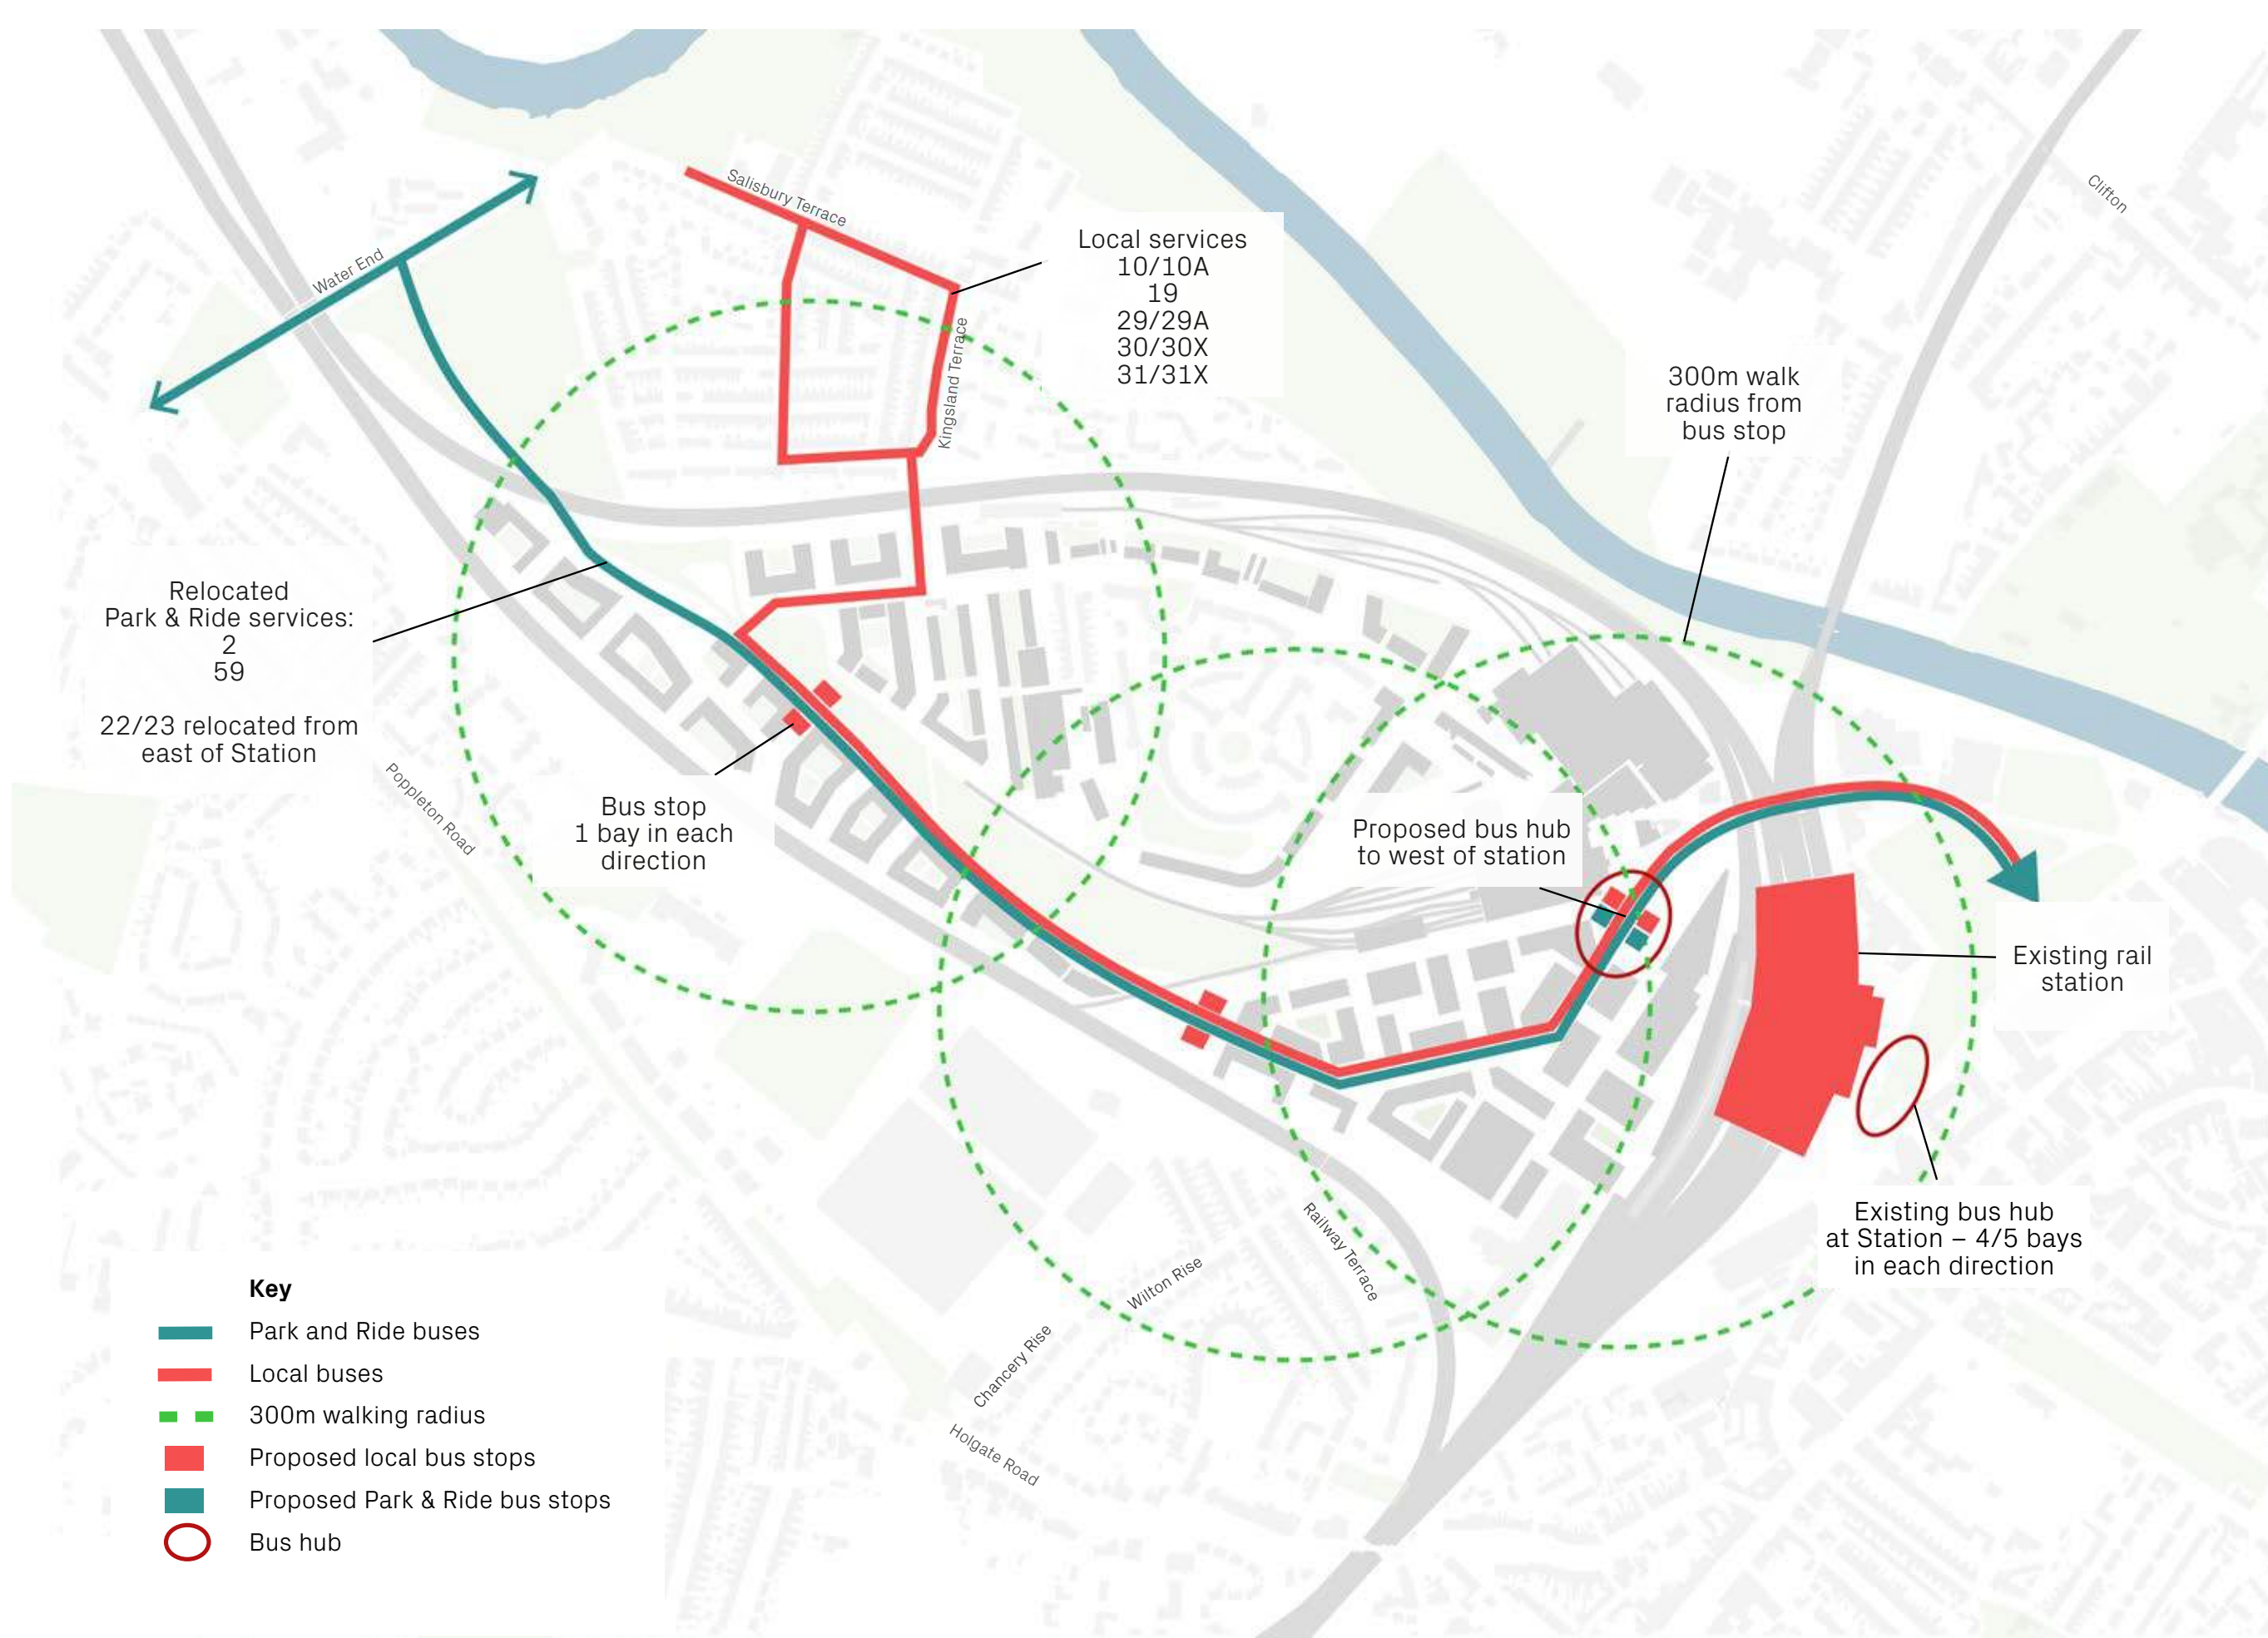 Salisbury Terrace
Clifton
Water End
Local services
10/10A
19
29/29A
30/30X
31/31X
Kingsland Terrace
300m walk
radius from
bus stop
Relocated
Park & Ride services:
2
59
22/23 relocated from
east of Station
Poppleton Road
Bus stop
1 bay in each
direction
Proposed bus hub
to west of station
Existing rail
station
Existing bus hub
at Station – 4/5 bays
in each direction
Railway Terrace
Wilton Rise
Chancery Rise
Holgate Road
Key
Park and Ride buses
Local buses
300m walking radius
Proposed local bus stops
Proposed Park & Ride bus stops
Bus hub